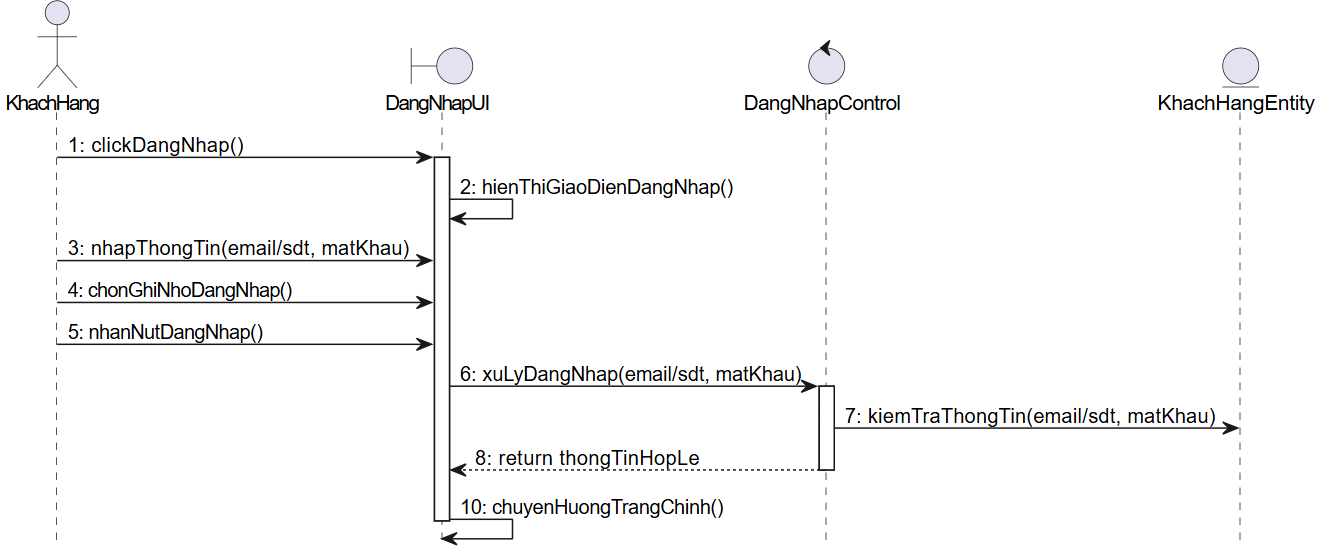 KhachHang
DangNhapUI
DangNhapControl
KhachHangEntity
1: clickDangNhap()
2: hienThiGiaoDienDangNhap()
3: nhapThongTin(email/sdt, matKhau)
4: chonGhiNhoDangNhap()
5: nhanNutDangNhap()
6: xuLyDangNhap(email/sdt, matKhau)
7: kiemTraThongTin(email/sdt, matKhau)
8: return thongTinHopLe
10: chuyenHuongTrangChinh()